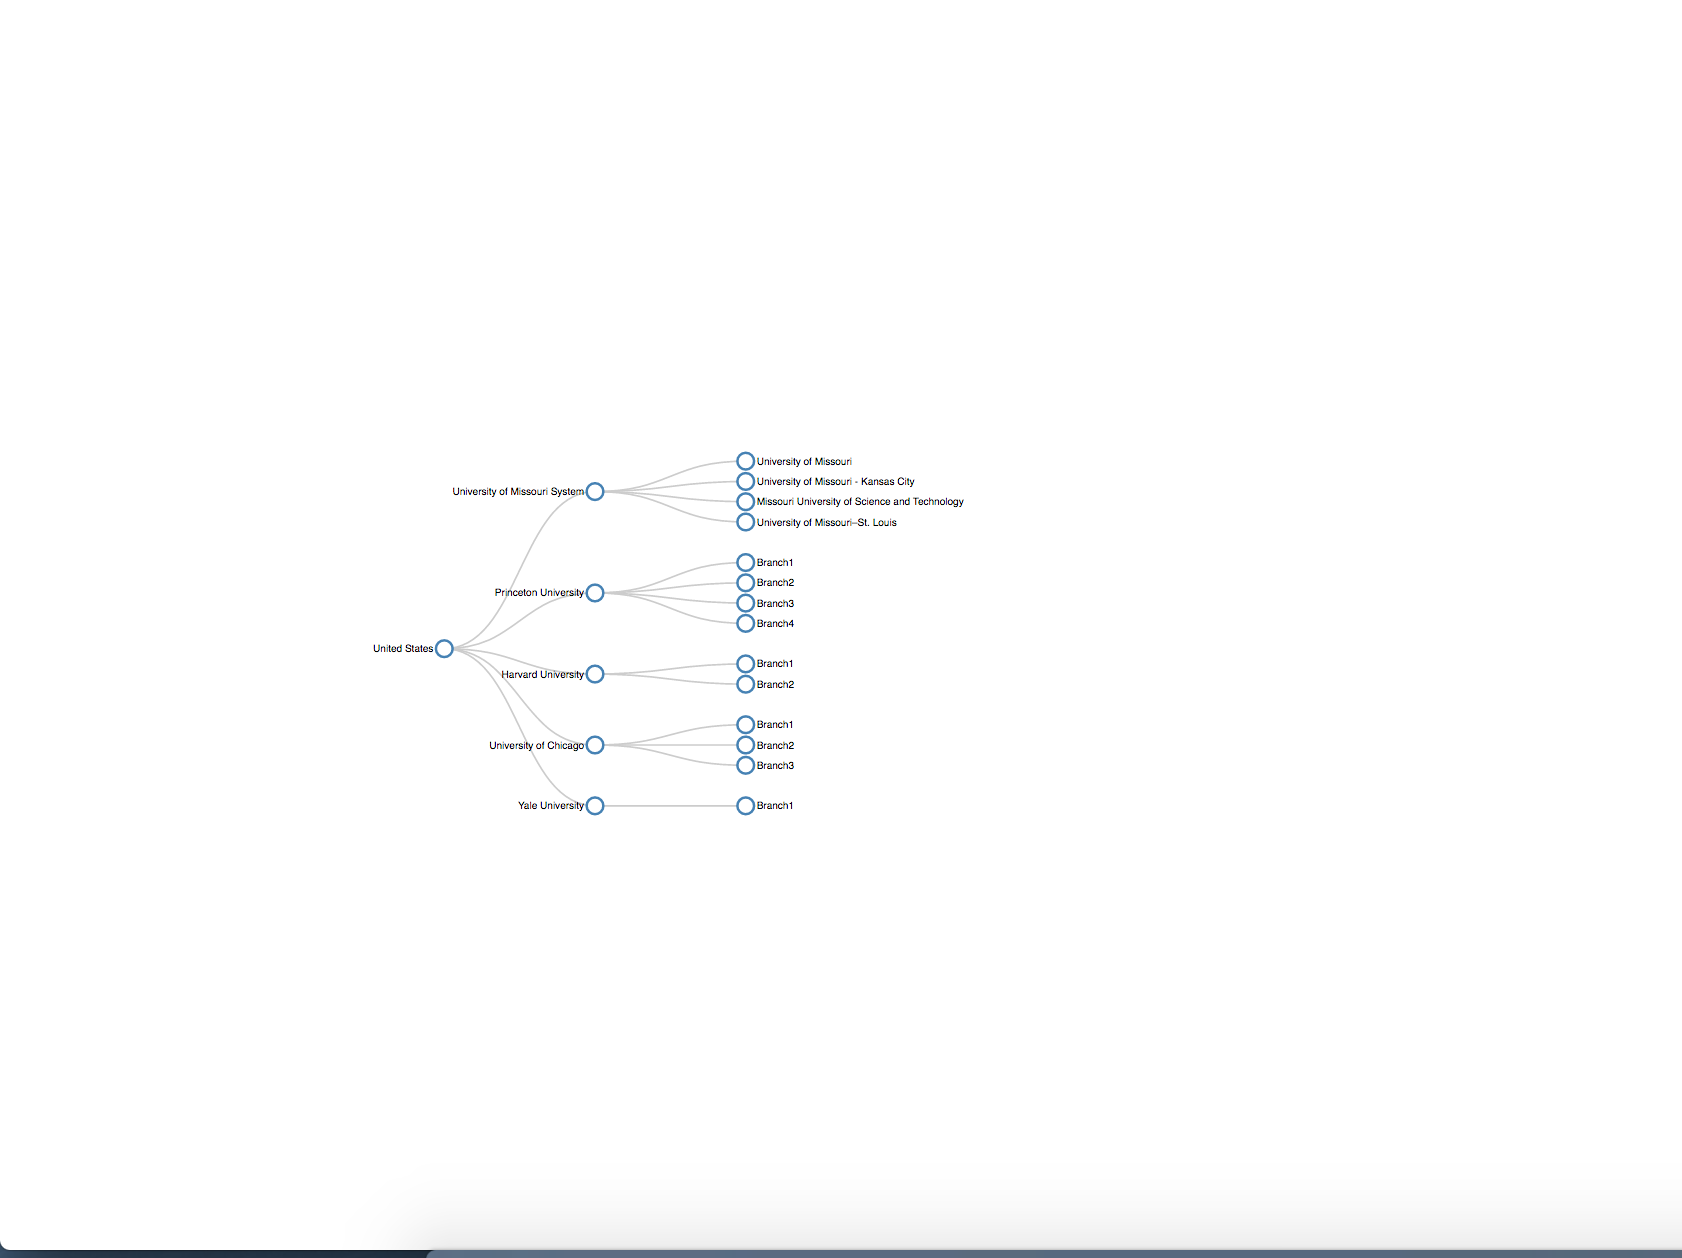 United States
University of Missouri System
University of Missouri
University of Missouri - Kansas City
Missouri University of Science and Technology
University of Missouri–St. Louis
Princeton University
Branch1
Branch2
Branch3
Branch4
Harvard University
Branch1
Branch2
University of Chicago
Branch1
Branch2
Branch3
Yale University
Branch1